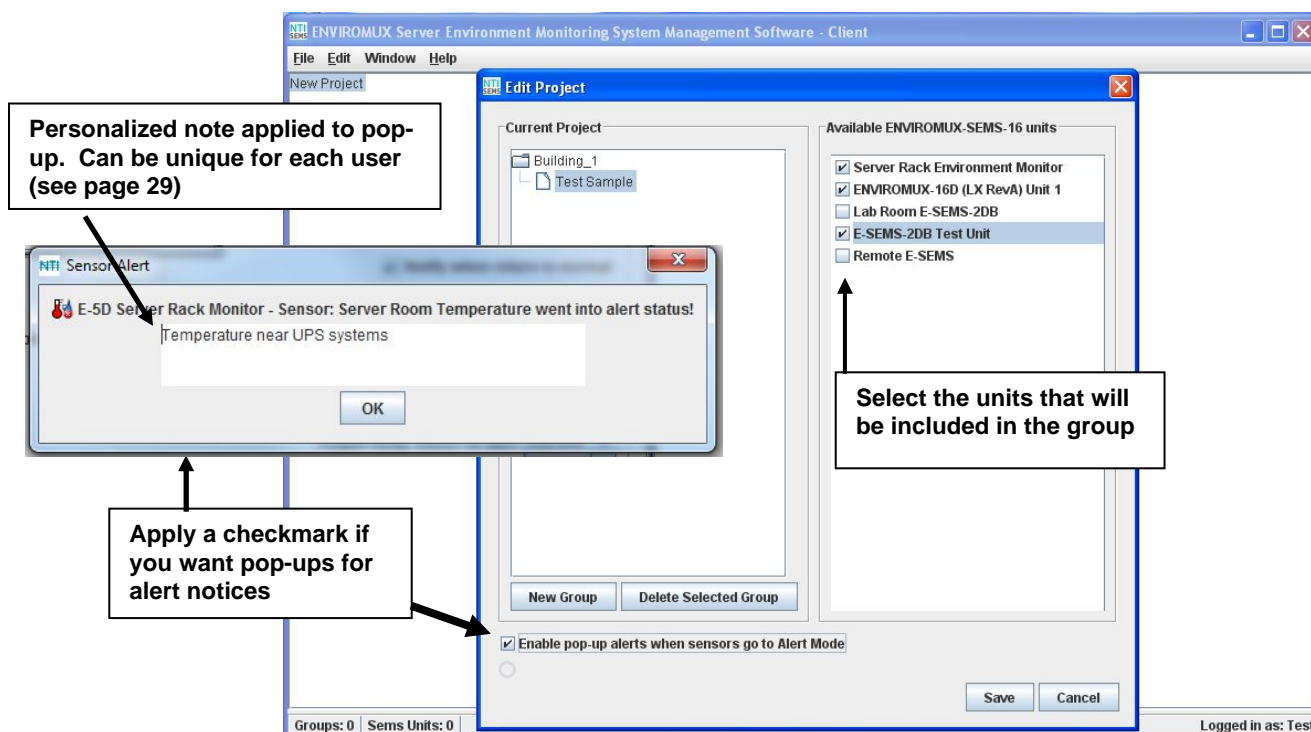 NTI SEMS ENVIROMUX Server Environment Monitoring System Management Software - Client
File Edit Window Help
New Project
NTI SEMS Edit Project
Current Project
Building_1
Test Sample
Available ENVIROMUX-SEMS-16 units
Server Rack Environment Monitor
ENVIROMUX-16D (LX RevA) Unit 1
Lab Room E-SEMS-2DB
E-SEMS-2DB Test Unit
Remote E-SEMS
Personalized note applied to pop-
up. Can be unique for each user
(see page 29)
NTI Sensor Alert
E-5D Server Rack Monitor - Sensor: Server Room Temperature went into alert status!
Temperature near UPS systems
OK
Select the units that will
be included in the group
Apply a checkmark if
you want pop-ups for
alert notices
New Group Delete Selected Group
Enable pop-up alerts when sensors go to Alert Mode
Save Cancel
Groups: 0 Sems Units: 0 Logged in as: Test